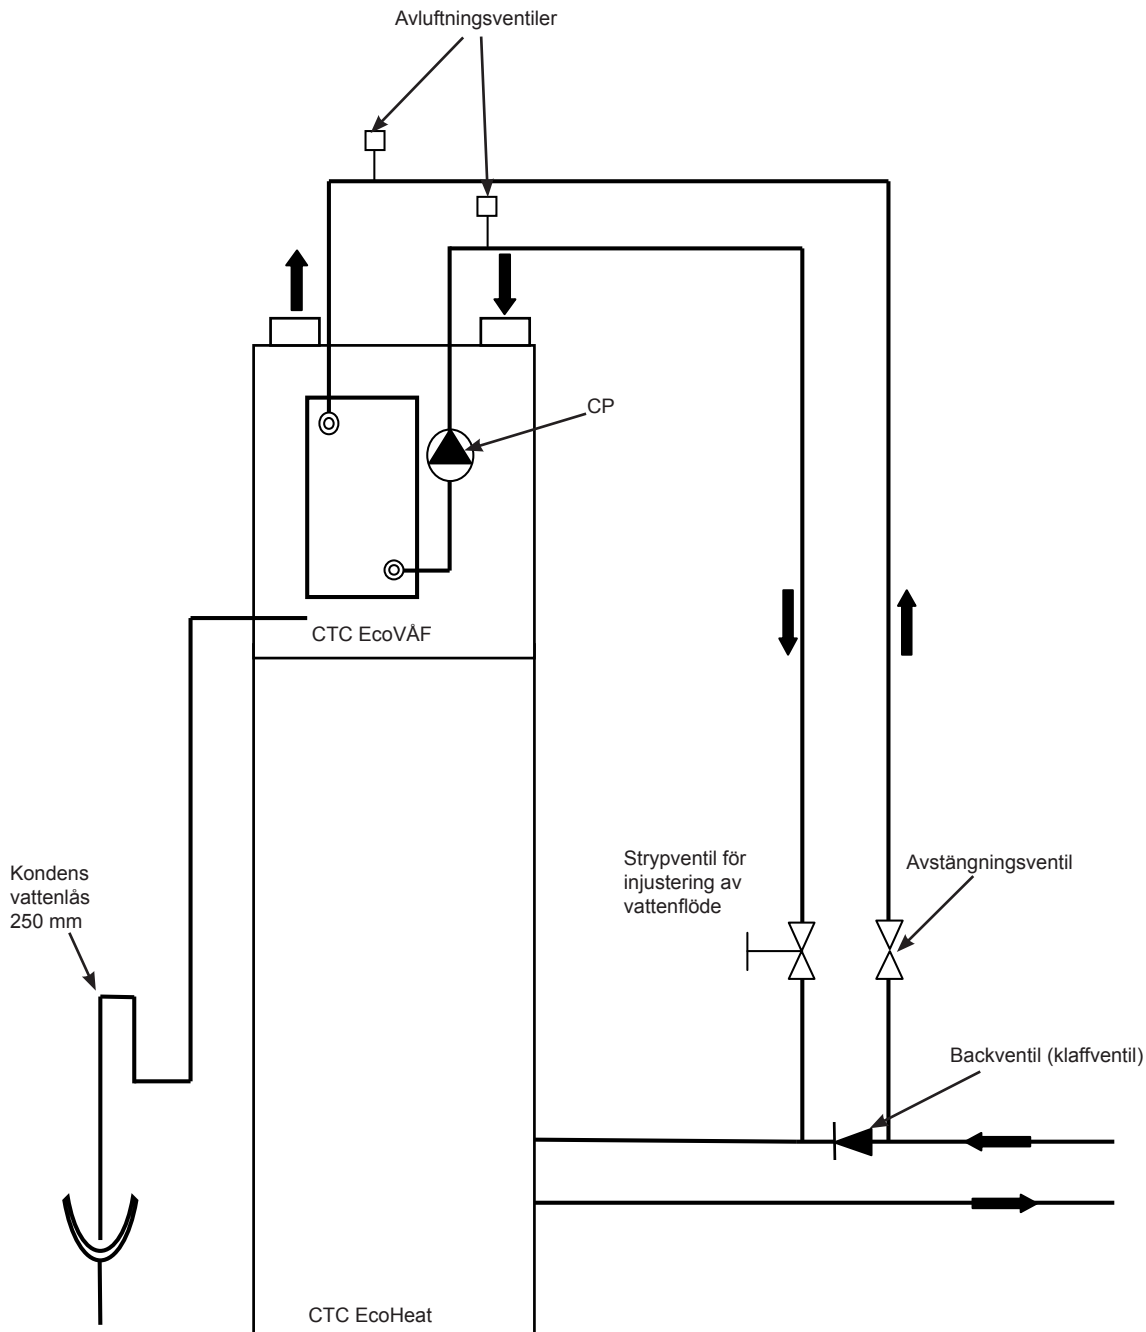 Avluftningsventiler
CP
CTC EcoVÅF
Strypventil för
injustering av
vattenflöde
Avstängningsventil
Kondens
vattenlås
250 mm
Backventil (klaffventil)
CTC EcoHeat